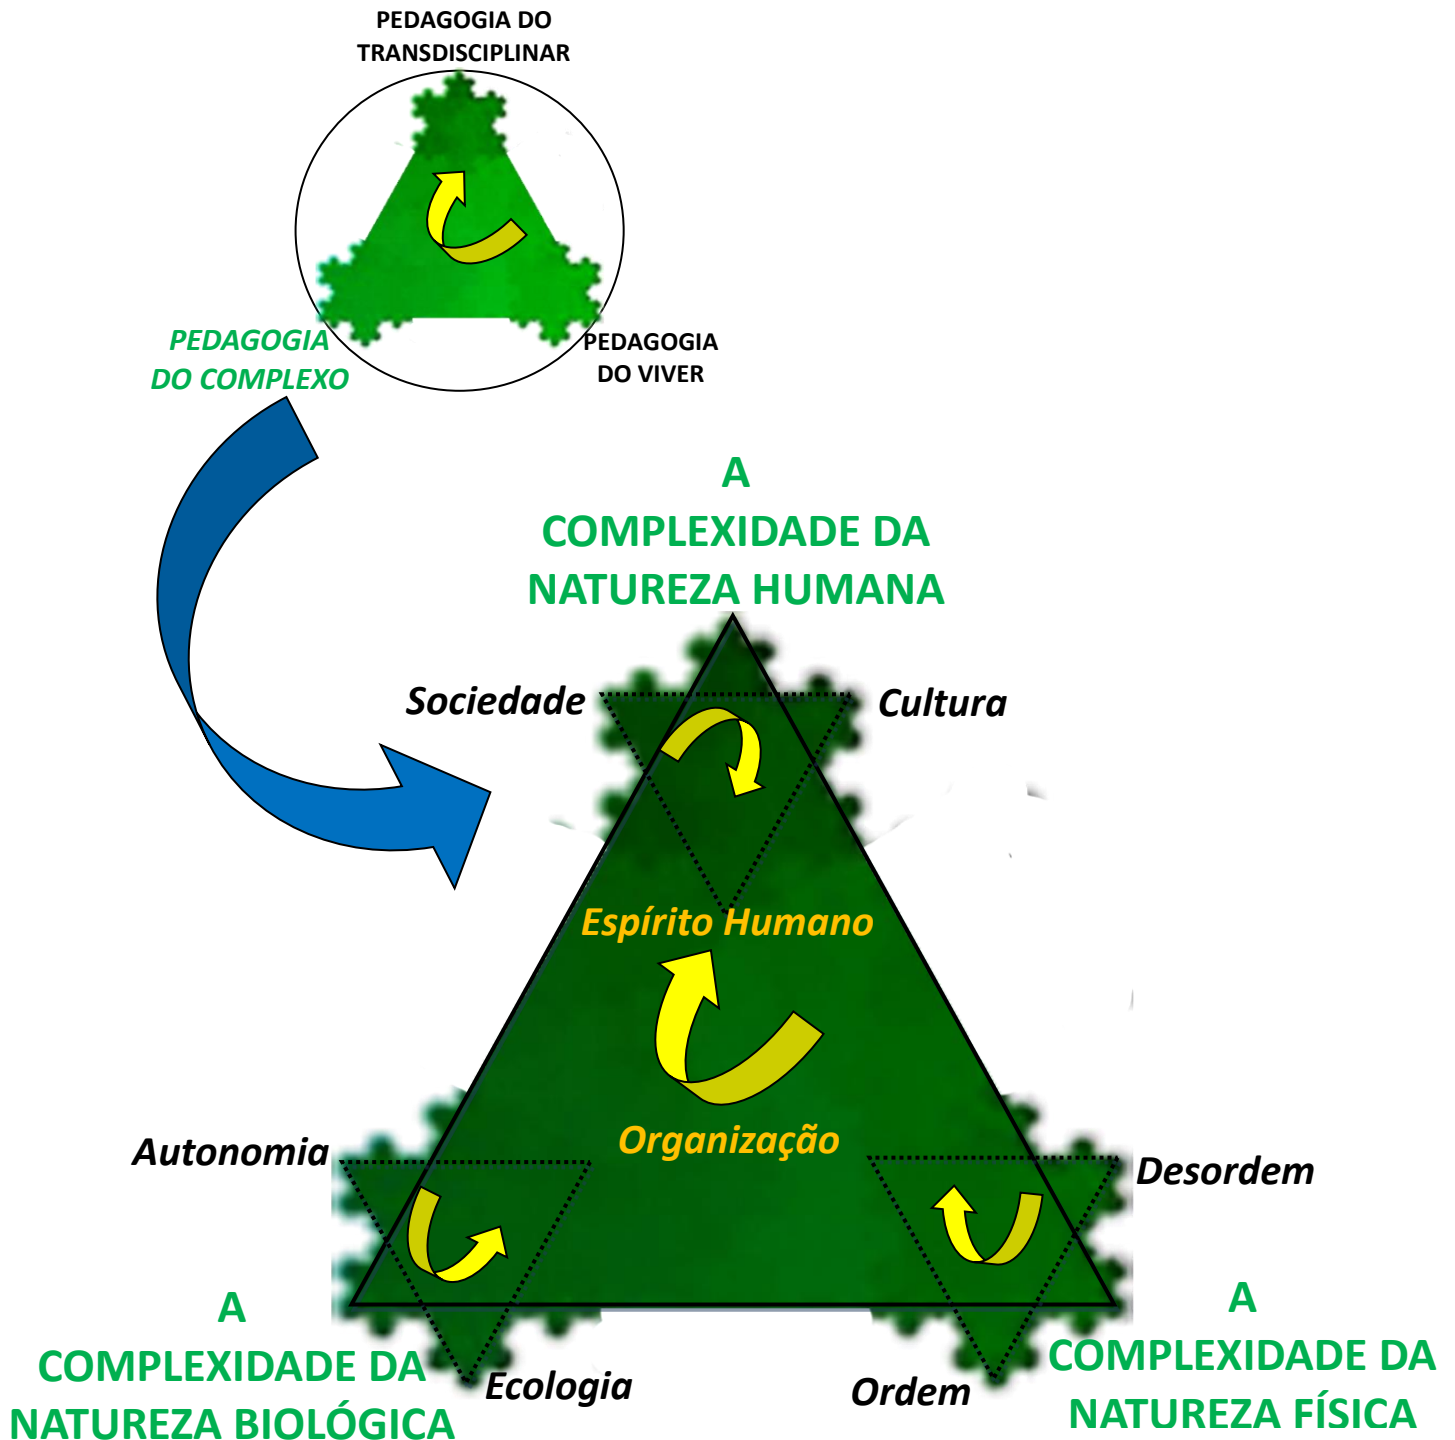 PEDAGOGIA DO
TRANSDISCIPLINAR
PEDAGOGIA
DO COMPLEXO
PEDAGOGIA
DO VIVER
A
COMPLEXIDADE DA
NATUREZA HUMANA
Sociedade
Cultura
Espírito Humano
Organização
Autonomia
Desordem
A
COMPLEXIDADE DA
NATUREZA BIOLÓGICA
Ecologia
Ordem
A
COMPLEXIDADE DA
NATUREZA FÍSICA